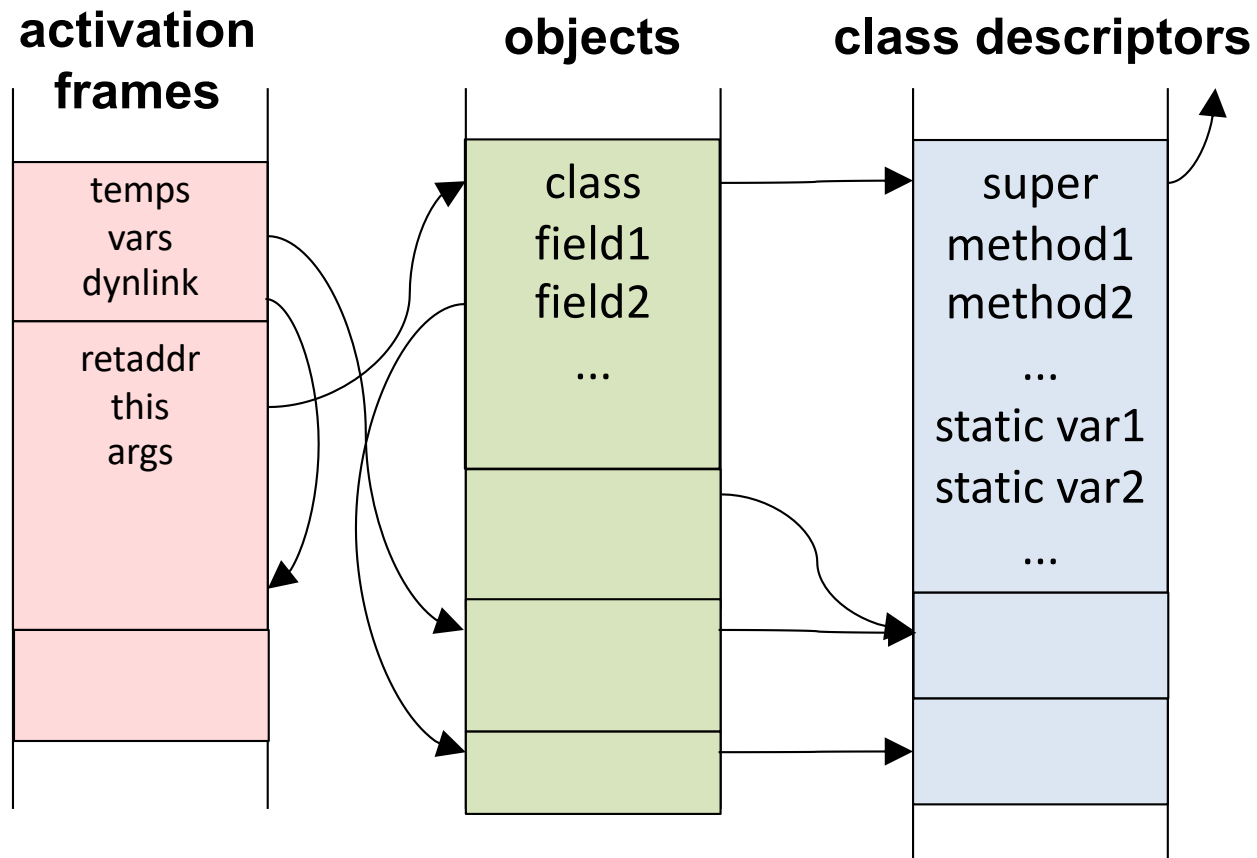 activation
frames
objects
class descriptors
temps
vars
dynlink
retaddr
this
args
class
field1
field2
...
super
method1
method2
...
static var1
static var2
...